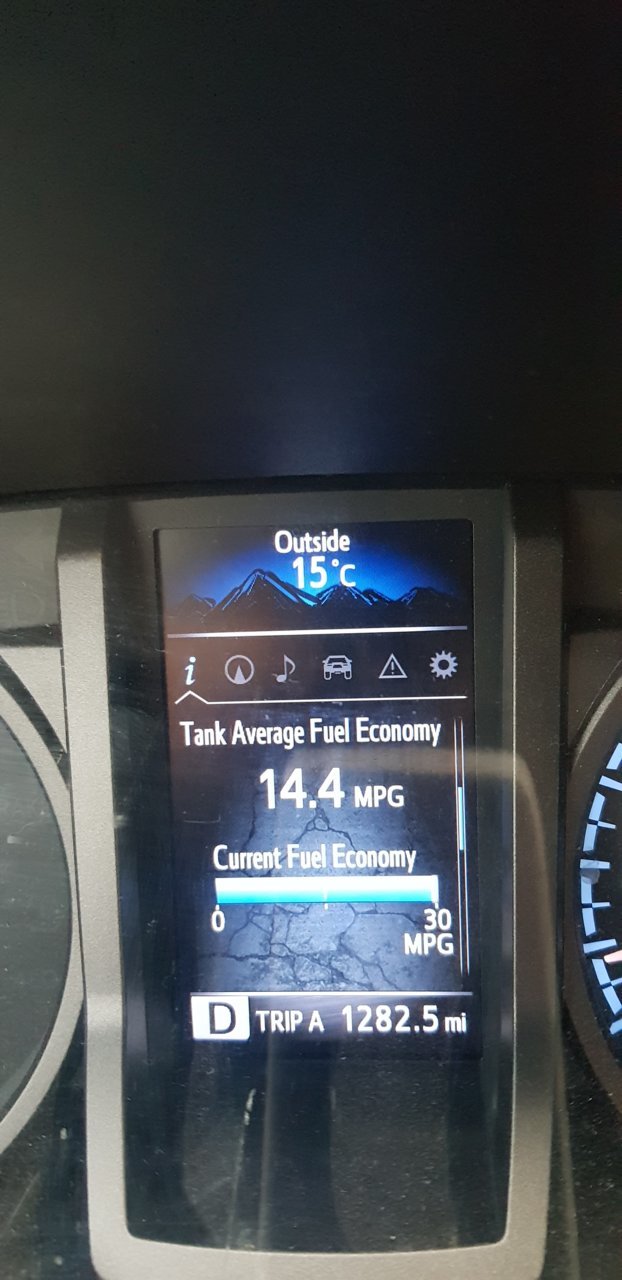 Outside
15°C
i
Tank Average Fuel Economy
14.4 MPG
Current Fuel Economy
0 30
MPG
D TRIP A 1282.5 mi